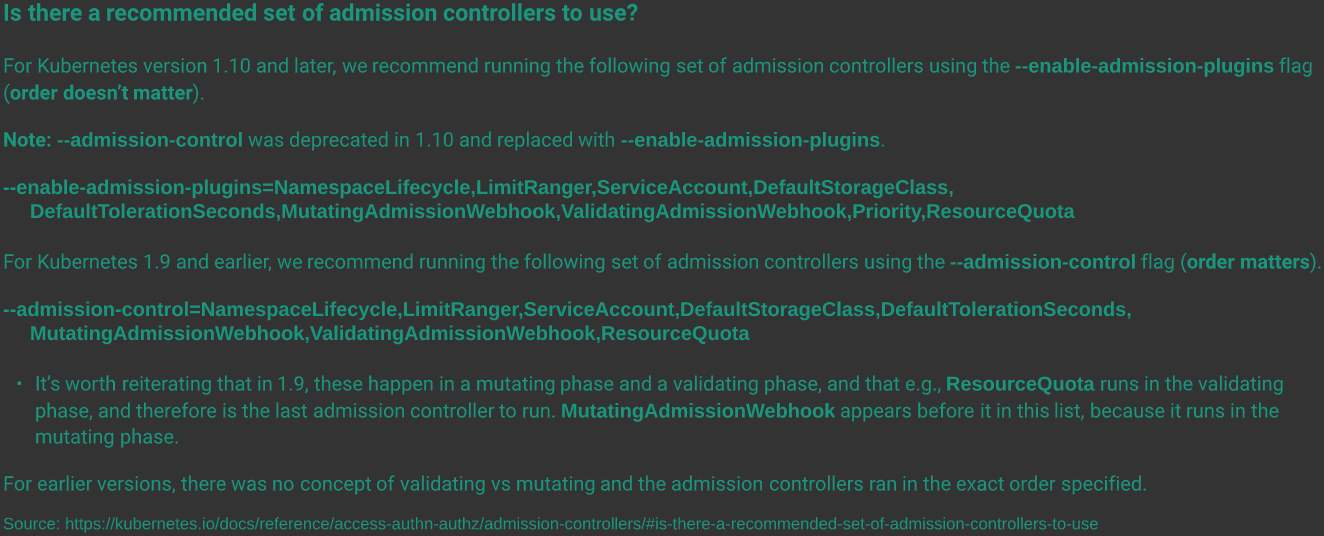 Is there a recommended set of admission controllers to use?
For Kubernetes version 1.10 and later, we recommend running the following set of admission controllers using the --enable-admission-plugins flag
(order doesn’t matter).
Note: --admission-control was deprecated in 1.10 and replaced with --enable-admission-plugins.
--enable-admission-plugins=NamespaceLifecycle,LimitRanger,ServiceAccount,DefaultStorageClass,
DefaultTolerationSeconds,MutatingAdmissionWebhook,ValidatingAdmissionWebhook,Priority,ResourceQuota
For Kubernetes 1.9 and earlier, we recommend running the following set of admission controllers using the --admission-control flag (order matters).
--admission-control=NamespaceLifecycle,LimitRanger,ServiceAccount,DefaultStorageClass,DefaultTolerationSeconds,
MutatingAdmissionWebhook,ValidatingAdmissionWebhook,ResourceQuota
• It’s worth reiterating that in 1.9, these happen in a mutating phase and a validating phase, and that e.g., ResourceQuota runs in the validating
phase, and therefore is the last admission controller to run. MutatingAdmissionWebhook appears before it in this list, because it runs in the
mutating phase.
For earlier versions, there was no concept of validating vs mutating and the admission controllers ran in the exact order specified.
Source: https://kubernetes.io/docs/reference/access-authn-authz/admission-controllers/#is-there-a-recommended-set-of-admission-controllers-to-use